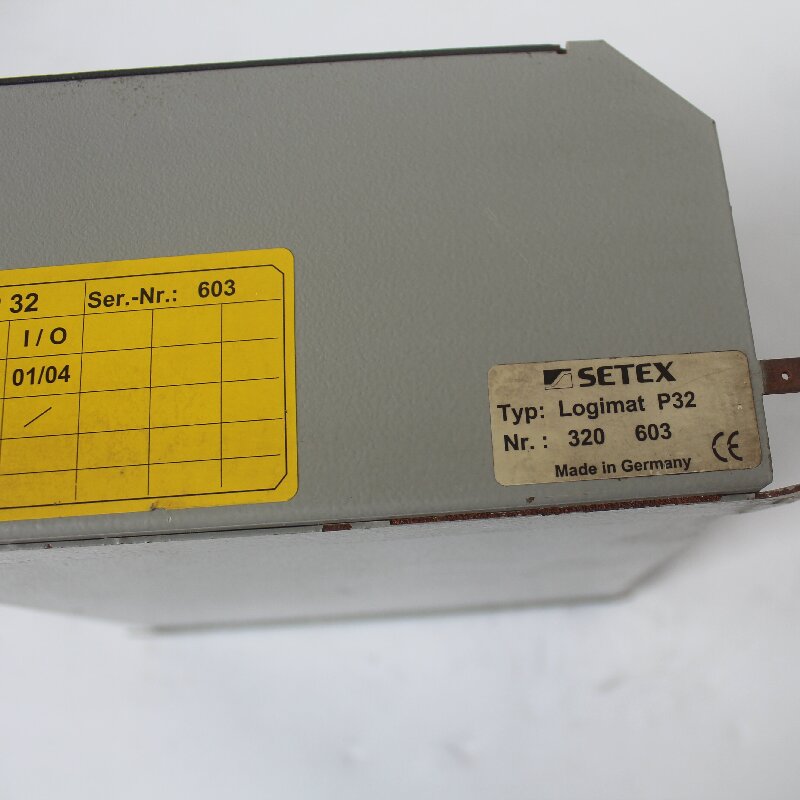 32 Ser.-Nr.: 603
I / O
01/04
SETEX
Typ: Logimat P32
Nr. : 320 603
CE
Made in Germany